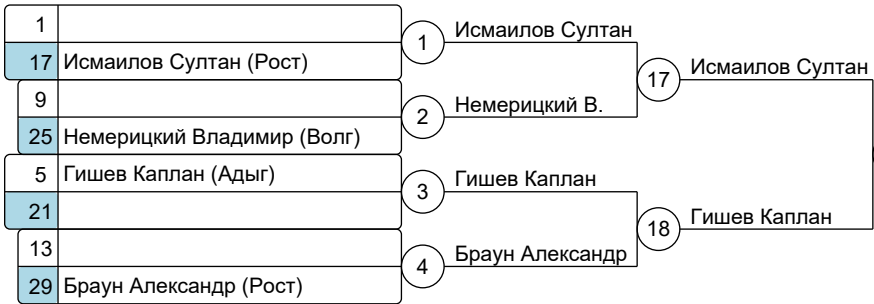 1
1 Исмаилов Султан
17 Исмаилов Султан (Рост)
17 Исмаилов Султан
9
2 Немерицкий В.
25 Немерицкий Владимир (Волг)
5 Гишев Каплан (Адыг)
3 Гишев Каплан
21
18 Гишев Каплан
13
4 Браун Александр
29 Браун Александр (Рост)